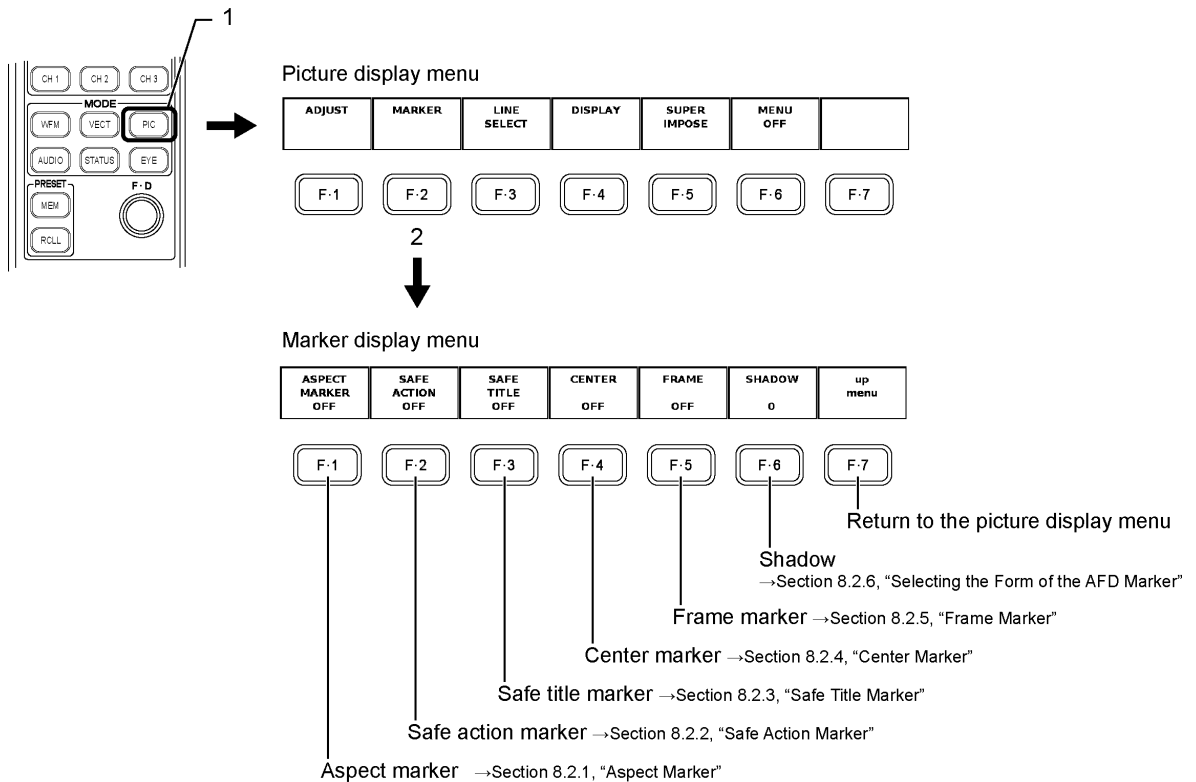 1
CH 1 CH 2 CH 3
MODE
WFM VECT PIC
AUDIO STATUS EYE
PRESET F·D
MEM
RCLL
Picture display menu
ADJUST MARKER LINE SELECT DISPLAY SUPER IMPOSE MENU OFF
F·1 F·2 F·3 F·4 F·5 F·6 F·7
2
Marker display menu
ASPECT MARKER OFF SAFE ACTION OFF SAFE TITLE OFF CENTER OFF FRAME OFF SHADOW 0 up menu
F·1 F·2 F·3 F·4 F·5 F·6 F·7
Return to the picture display menu
Shadow
→Section 8.2.6, “Selecting the Form of the AFD Marker”
Frame marker →Section 8.2.5, “Frame Marker”
Center marker →Section 8.2.4, “Center Marker”
Safe title marker →Section 8.2.3, “Safe Title Marker”
Safe action marker →Section 8.2.2, “Safe Action Marker”
Aspect marker →Section 8.2.1, “Aspect Marker”